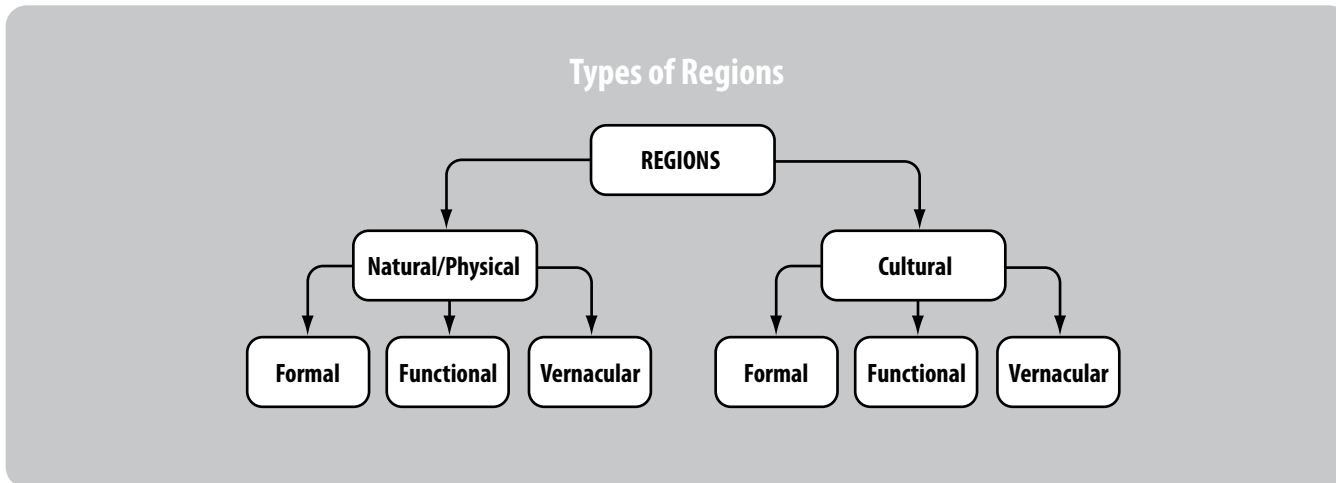 Types of Regions
REGIONS
Natural/Physical
Cultural
Formal
Functional
Vernacular
Formal
Functional
Vernacular